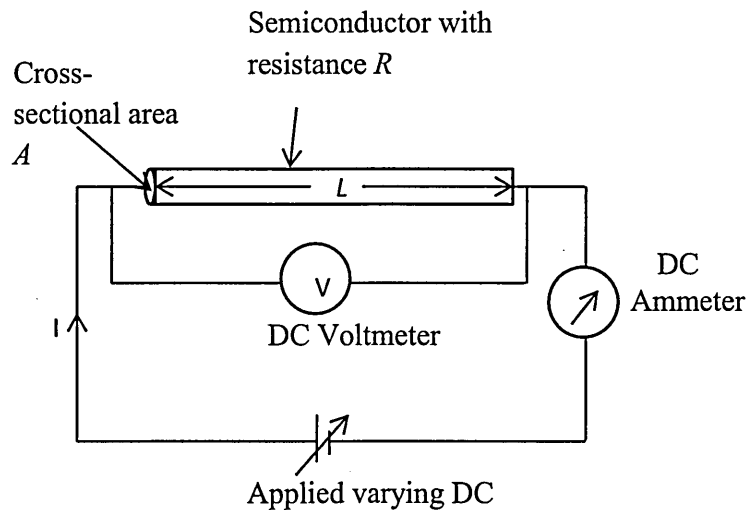 Semiconductor with
resistance R
Cross-
sectional area
A
L
V
DC Voltmeter
DC
Ammeter
I
Applied varying DC